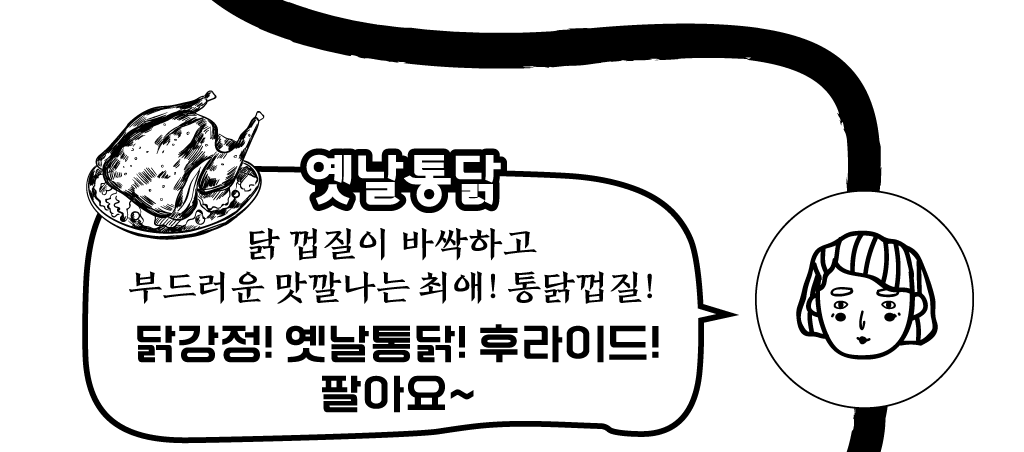 옛날통닭
닭 껍질이 바싹하고
부드러운 맛깔나는 최애! 통닭껍질!
닭강정! 옛날통닭! 후라이드!
팔아요~